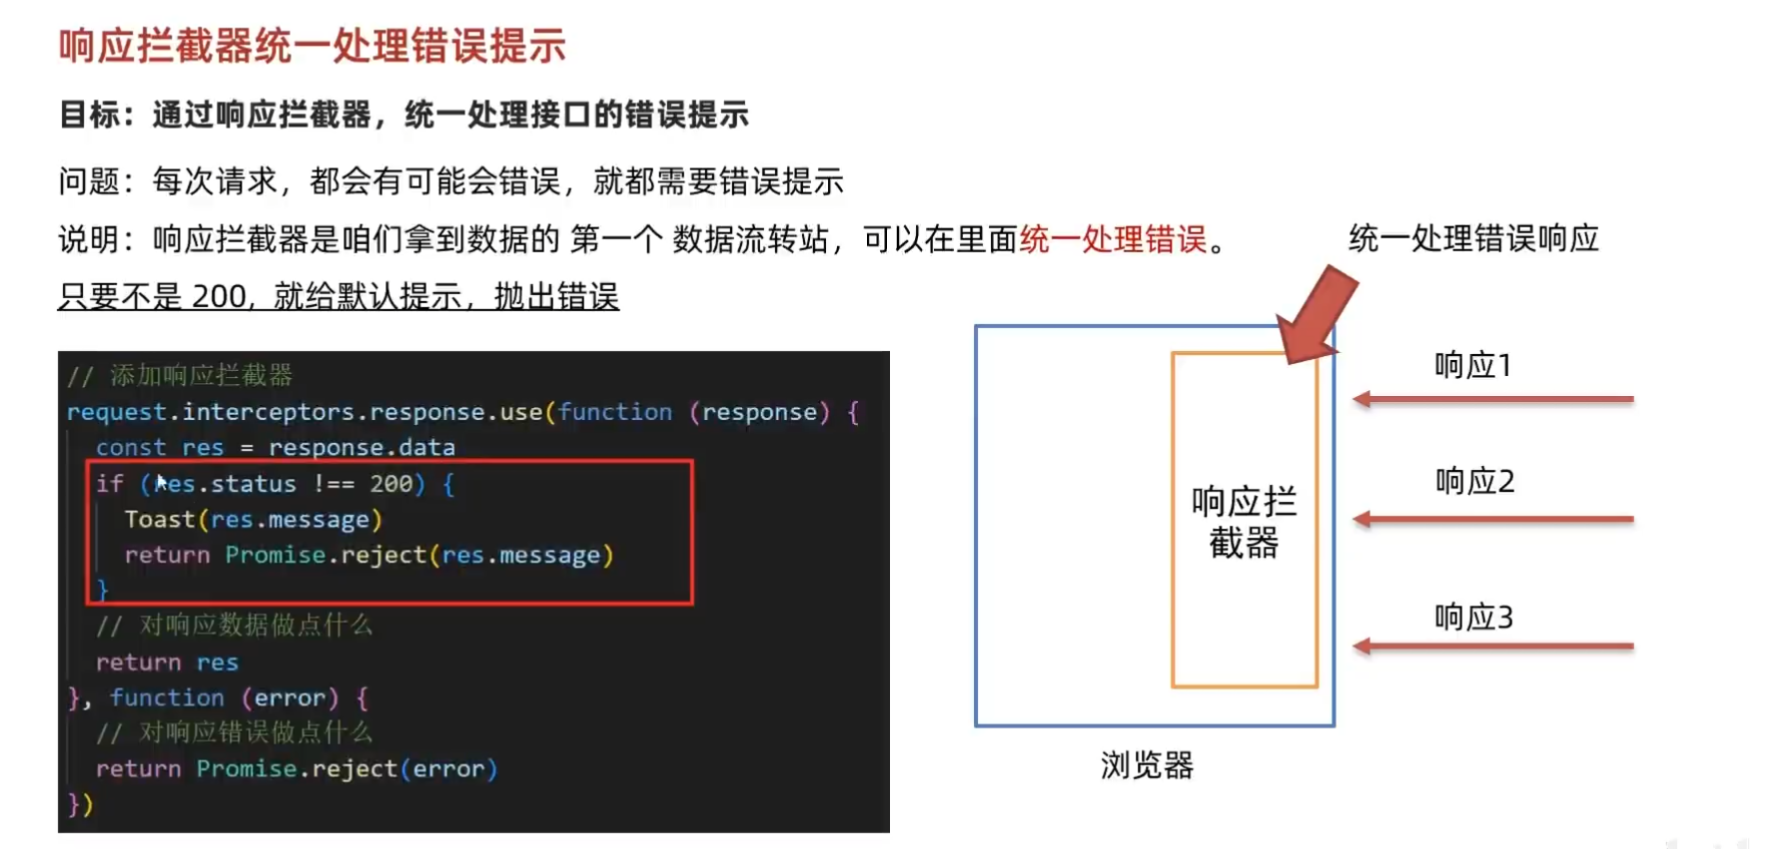 响应拦截器统一处理错误提示
目标：通过响应拦截器，统一处理接口的错误提示
问题：每次请求，都会有可能会错误，就都需要错误提示
说明：响应拦截器是咱们拿到数据的 第一个 数据流转站，可以在里面统一处理错误。
只要不是 200，就给默认提示，抛出错误
// 添加响应拦截器
request.interceptors.response.use(function (response) {
  const res = response.data
  if (res.status !== 200) {
    Toast(res.message)
    return Promise.reject(res.message)
  }
  // 对响应数据做点什么
  return res
}, function (error) {
  // 对响应错误做点什么
  return Promise.reject(error)
})
统一处理错误响应
响应1
响应2
响应3
响应拦
截器
浏览器